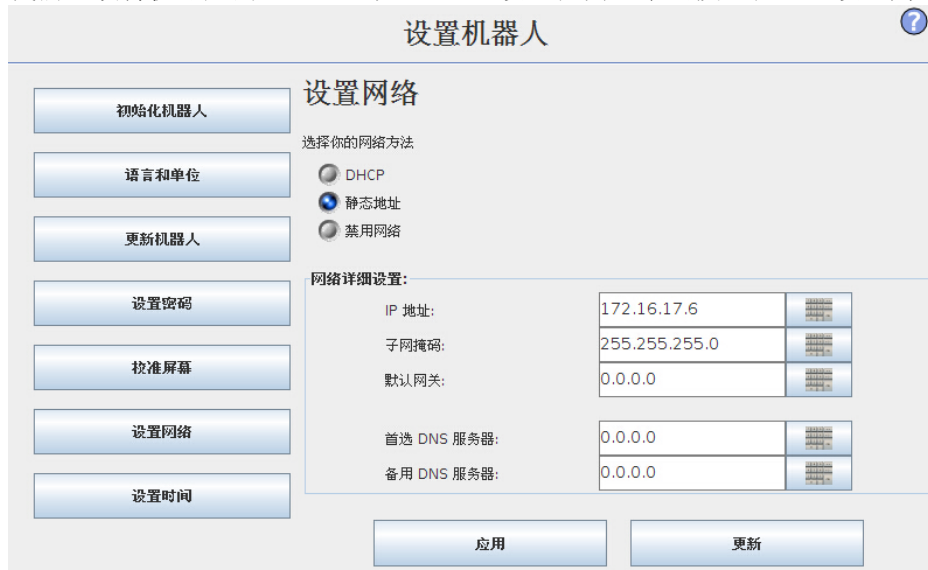 设置机器人
?
初始化机器人
语言和单位
更新机器人
设置密码
校准屏幕
设置网络
设置时间
设置网络
选择你的网络方法
DHCP
静态地址
禁用网络
网络详细设置:
IP 地址: 172.16.17.6
子网掩码: 255.255.255.0
默认网关: 0.0.0.0
首选 DNS 服务器: 0.0.0.0
备用 DNS 服务器: 0.0.0.0
应用 更新